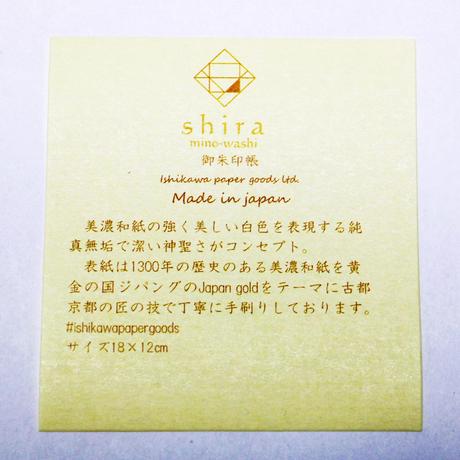 shira
mino-washi
御朱印帳
Ishikawa paper goods ltd.
Made in japan
美濃和紙の強く美しい白色を表現する純
真無垢で潔い神聖さがコンセプト。
表紙は1300年の歴史のある美濃和紙を黄
金の国ジパングのJapan goldをテーマに古都
京都の匠の技で丁寧に手刷りしております。
#ishikawapapergoods
サイズ18×12cm